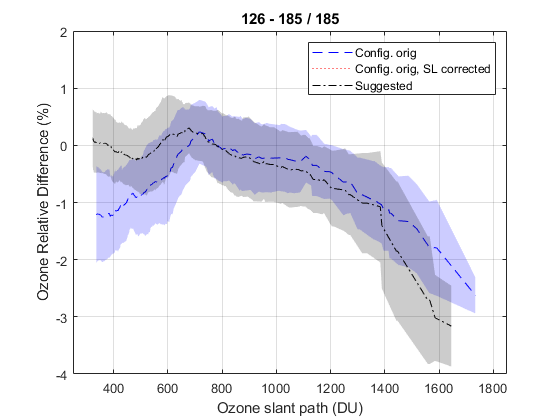 126 - 185 / 185
Config. orig
Config. orig, SL corrected
Suggested
2
1
0
-1
-2
-3
-4
Ozone Relative Difference (%)
400 600 800 1000 1200 1400 1600 1800
Ozone slant path (DU)